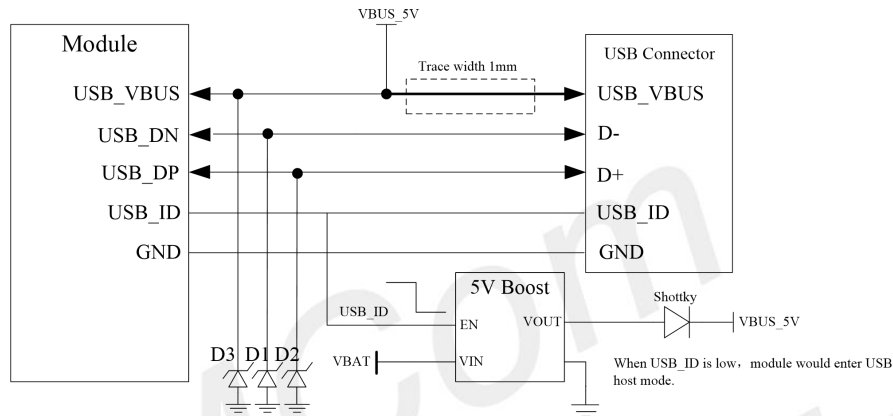 VBUS_5V
Module
USB Connector
Trace width 1mm
USB_VBUS
USB_VBUS
USB_DN
D-
USB_DP
D+
USB_ID
USB_ID
GND
GND
5V Boost
USB_ID
EN
VOUT
Shottky
VBUS_5V
VBAT
VIN
D3 D1 D2
When USB_ID is low, module would enter USB
host mode.
Com